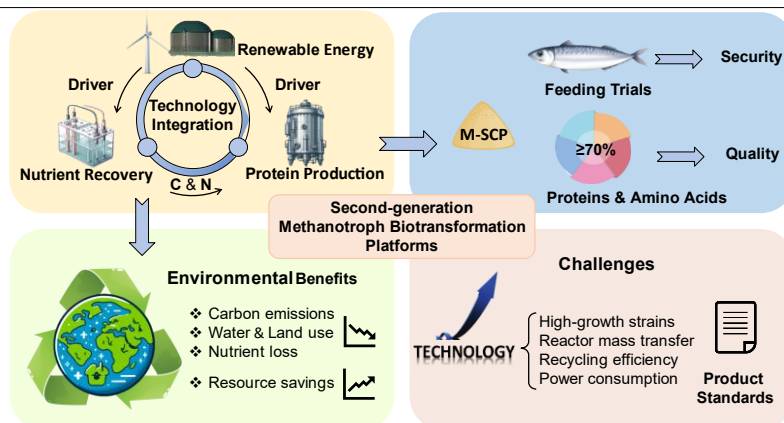 Renewable Energy
Driver
Driver
Technology
Integration
Nutrient Recovery
Protein Production
C & N
M-SCP
Feeding Trials
Security
≥70%
Quality
Proteins & Amino Acids
Second-generation
Methanotroph Biotransformation
Platforms
Environmental Benefits
❖ Carbon emissions
❖ Water & Land use
❖ Nutrient loss
❖ Resource savings
Challenges
TECHNOLOGY
High-growth strains
Reactor mass transfer
Recycling efficiency
Power consumption
Product
Standards